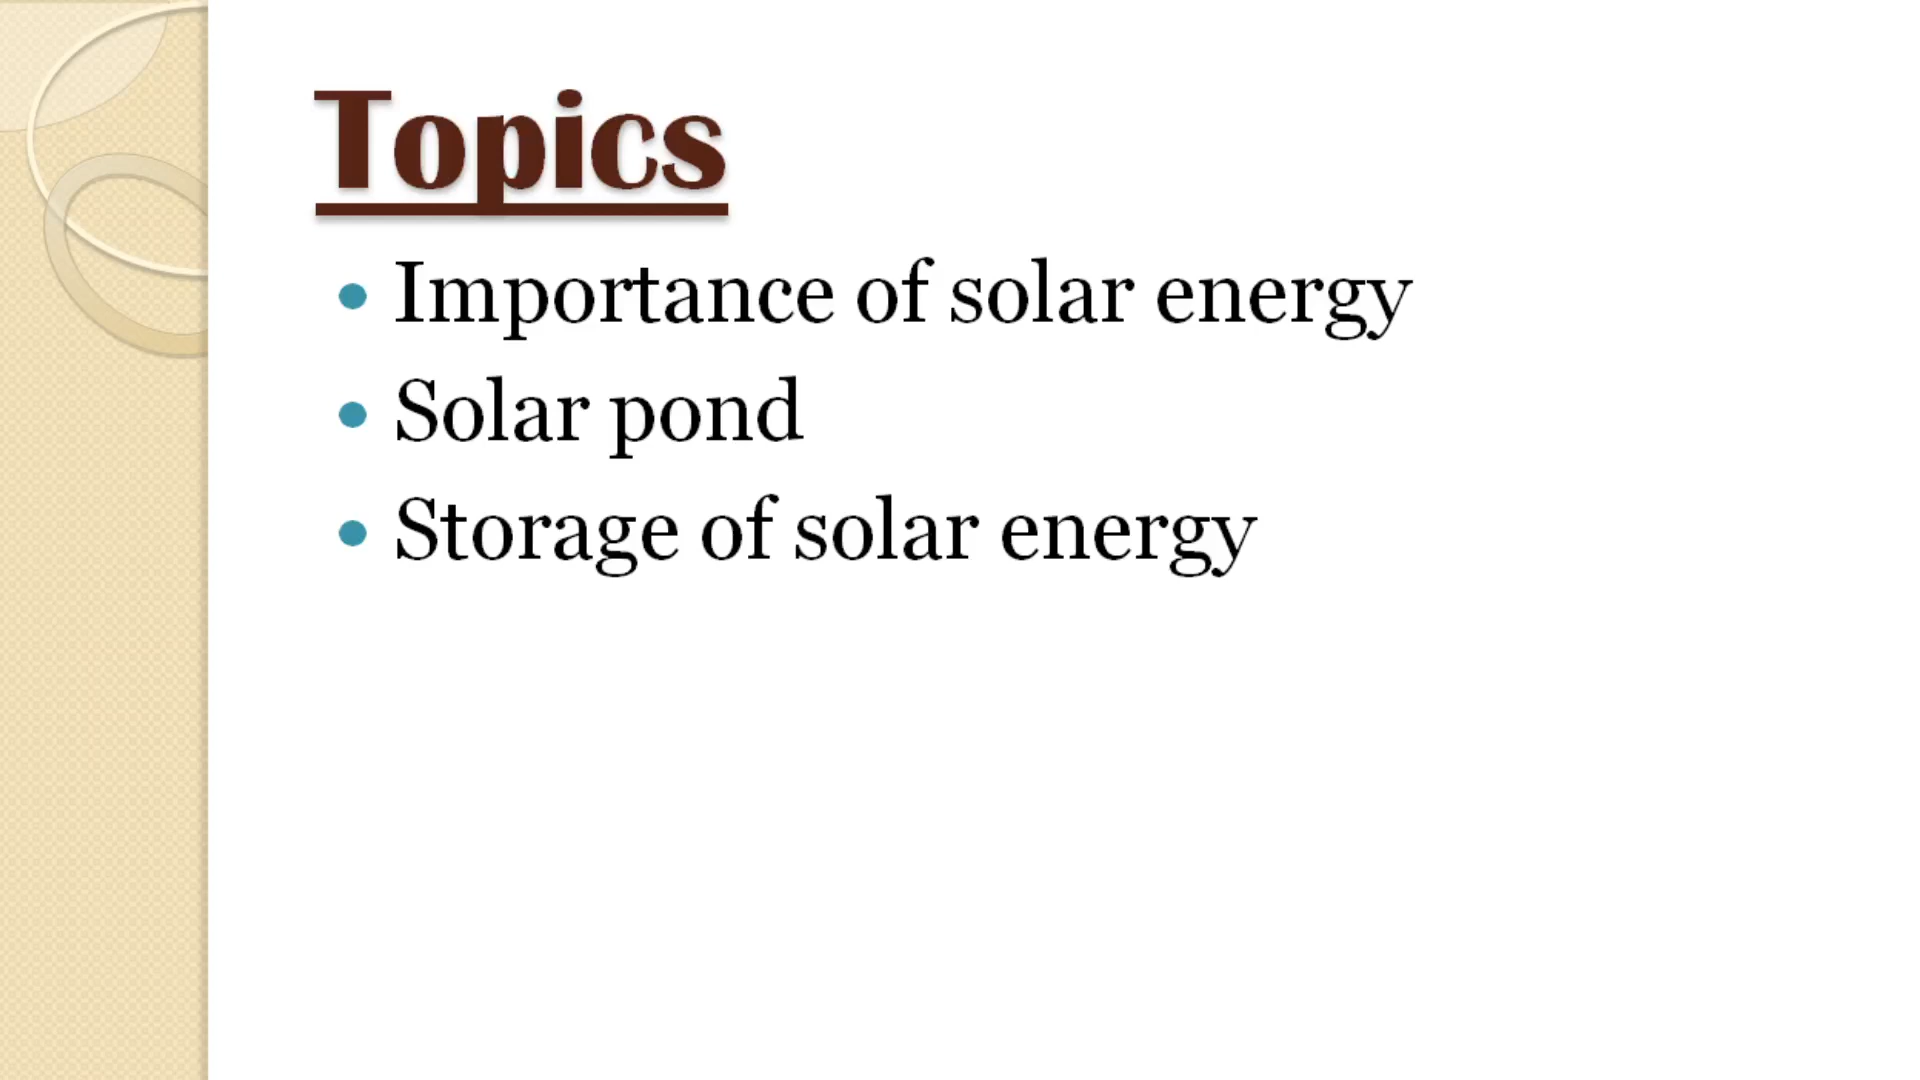 Topics
Importance of solar energy
Solar pond
Storage of solar energy